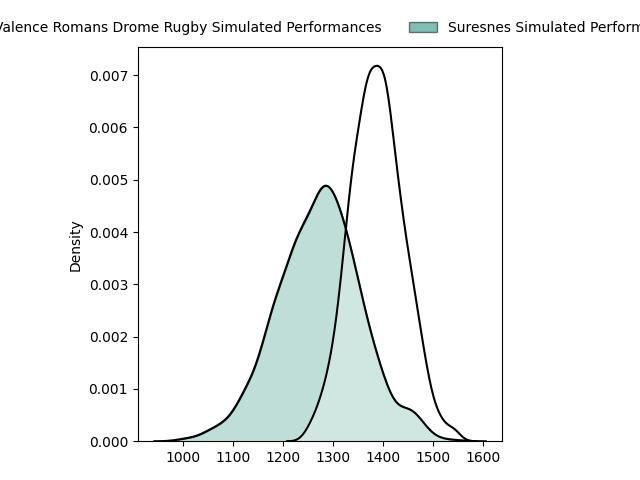 Valence Romans Drome Rugby Simulated Performances Suresnes Simulated Perform
0.007
0.006
0.005
0.004
0.003
0.002
0.001
0.000
Density
1000 1100 1200 1300 1400 1500 1600